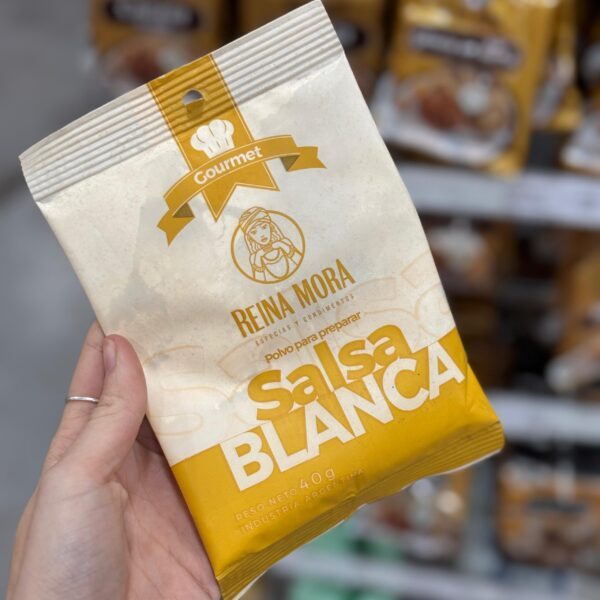 Gourmet
REINA MORA
ESPECIAS Y CONDIMENTOS
Polvo para preparar
Salsa
BLANCA
PESO NETO 40g
INDUSTRIA ARGENTINA